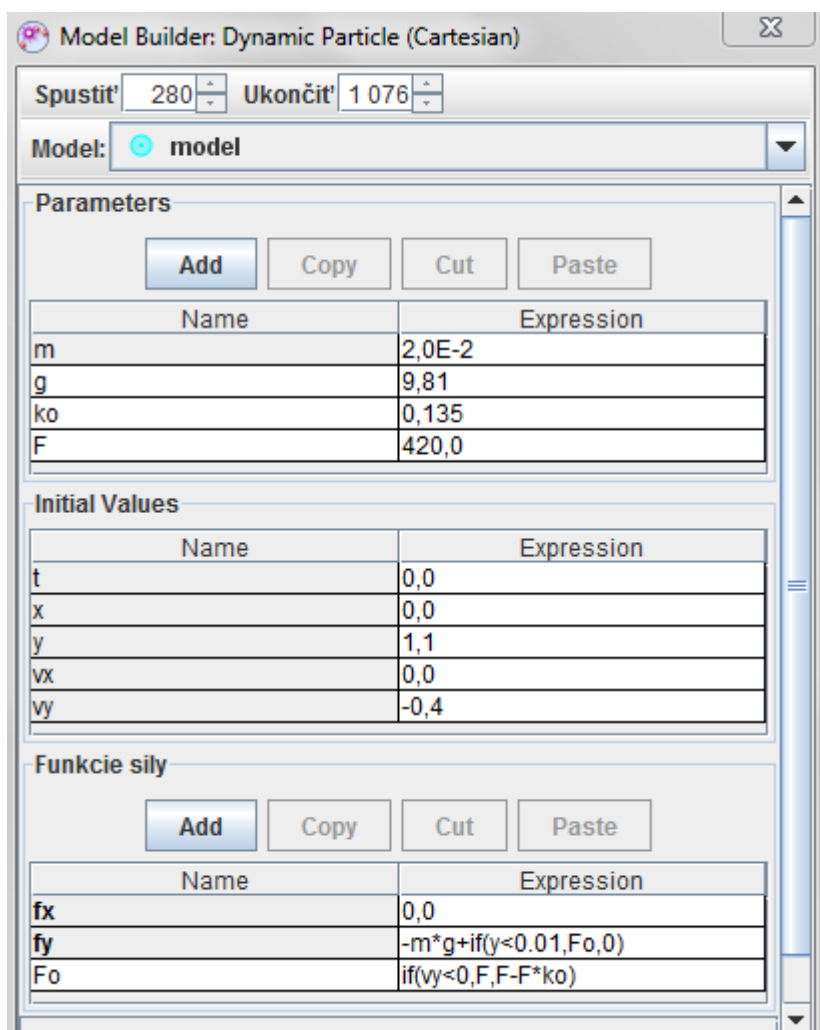 Model Builder: Dynamic Particle (Cartesian)
Spustiť 280 Ukončiť 1 076
Model: model
Parameters
Add Copy Cut Paste
Name Expression
m 2,0E-2
g 9,81
ko 0,135
F 420,0
Initial Values
Name Expression
t 0,0
x 0,0
y 1,1
vx 0,0
vy -0,4
Funkcie sily
Add Copy Cut Paste
Name Expression
fx 0,0
fy -m*g+if(y<0.01,Fo,0)
Fo if(vy<0,F,F-F*ko)